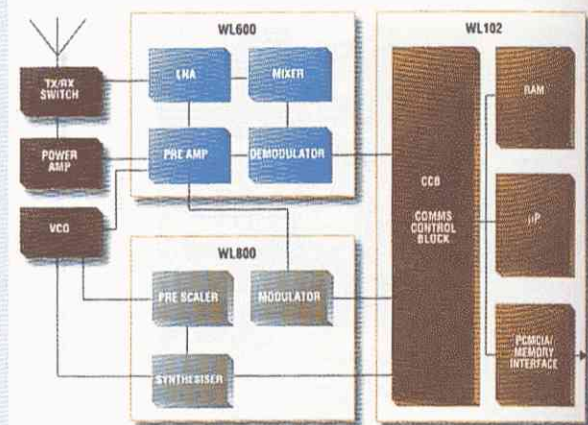 WL600
WL102
TX/RX
SWITCH
LNA
MIXER
RAM
POWER
AMP
PRE AMP
DEMODULATOR
CCB
COMMS
CONTROL
BLOCK
μP
VCO
WL800
PRE SCALER
MODULATOR
SYNTHESISER
PCMCIA/
MEMORY
INTERFACE